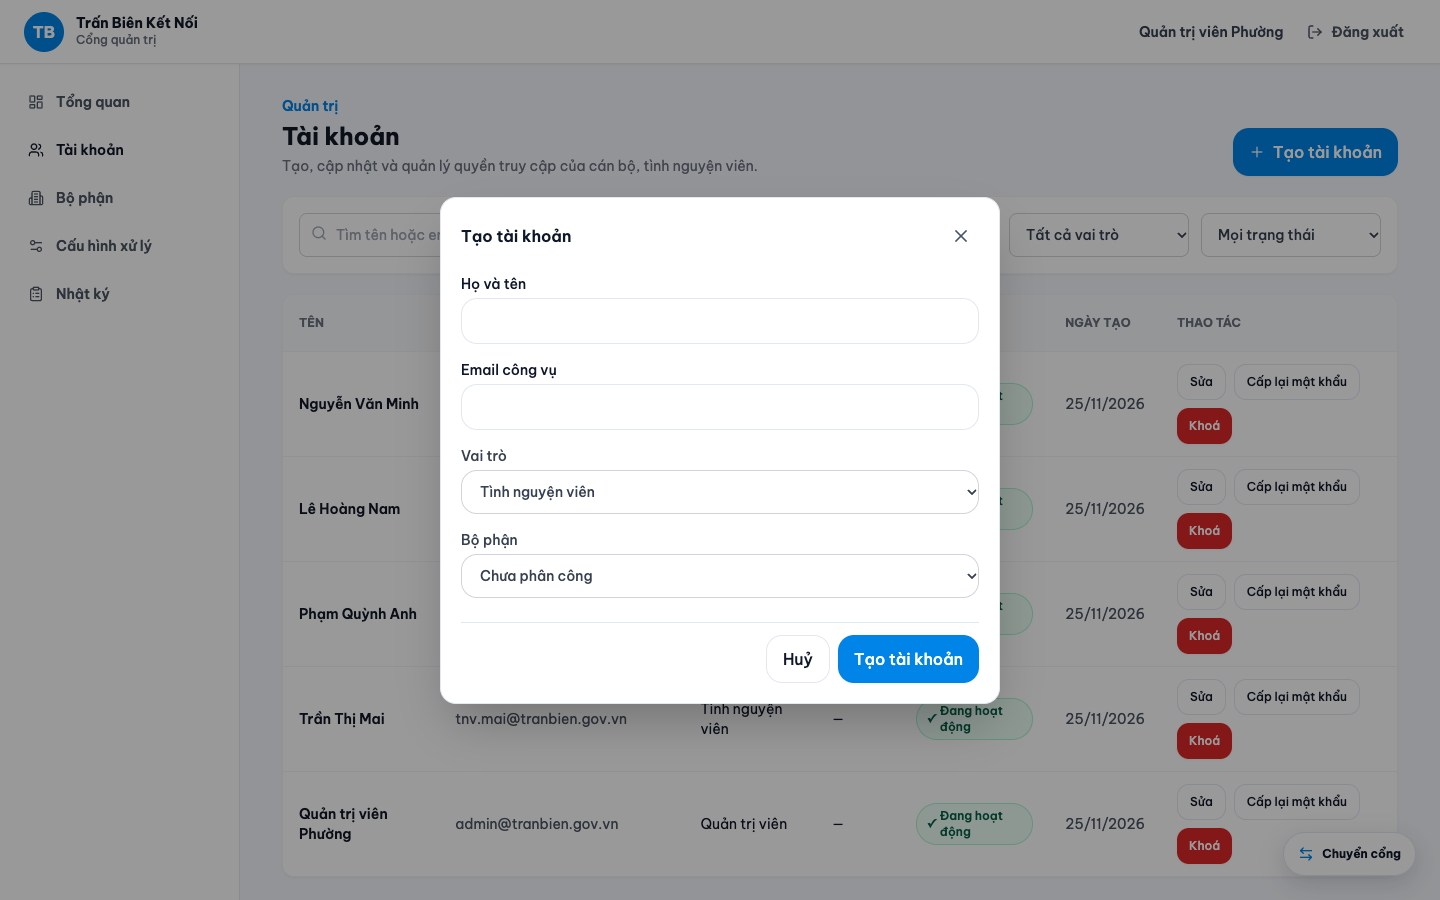 TB
Trấn Biên Kết Nối
Cổng quản trị
Quản trị viên Phường
Đăng xuất
Tổng quan
Tài khoản
Bộ phận
Cấu hình xử lý
Nhật ký
Quản trị
Tài khoản
Tạo, cập nhật và quản lý quyền truy cập của cán bộ, tình nguyện viên.
Tạo tài khoản
Tìm tên hoặc
Tất cả vai trò
Mọi trạng thái
TÊN
NGÀY TẠO
THAO TÁC
Nguyễn Văn Minh
25/11/2026
Sửa
Cấp lại mật khẩu
Khoá
Lê Hoàng Nam
25/11/2026
Sửa
Cấp lại mật khẩu
Khoá
Phạm Quỳnh Anh
25/11/2026
Sửa
Cấp lại mật khẩu
Khoá
Trần Thị Mai
tnv.mai@tranbien.gov.vn
Tình nguyện
viên
—
✓ Đang hoạt
động
25/11/2026
Sửa
Cấp lại mật khẩu
Khoá
Quản trị viên
Phường
admin@tranbien.gov.vn
Quản trị viên
—
✓ Đang hoạt
động
25/11/2026
Sửa
Cấp lại mật khẩu
Khoá
Chuyển cổng
Tạo tài khoản
Họ và tên
Email công vụ
Vai trò
Tình nguyện viên
Bộ phận
Chưa phân công
Huỷ
Tạo tài khoản